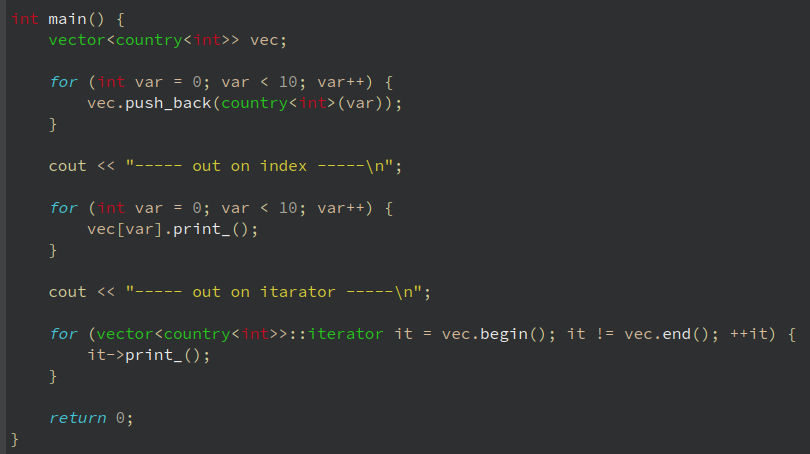 int main() {
    vector<country<int>> vec;

    for (int var = 0; var < 10; var++) {
        vec.push_back(country<int>(var));
    }

    cout << "----- out on index -----\n";

    for (int var = 0; var < 10; var++) {
        vec[var].print_();
    }

    cout << "----- out on itarator -----\n";

    for (vector<country<int>>::iterator it = vec.begin(); it != vec.end(); ++it) {
        it->print_();
    }

    return 0;
}